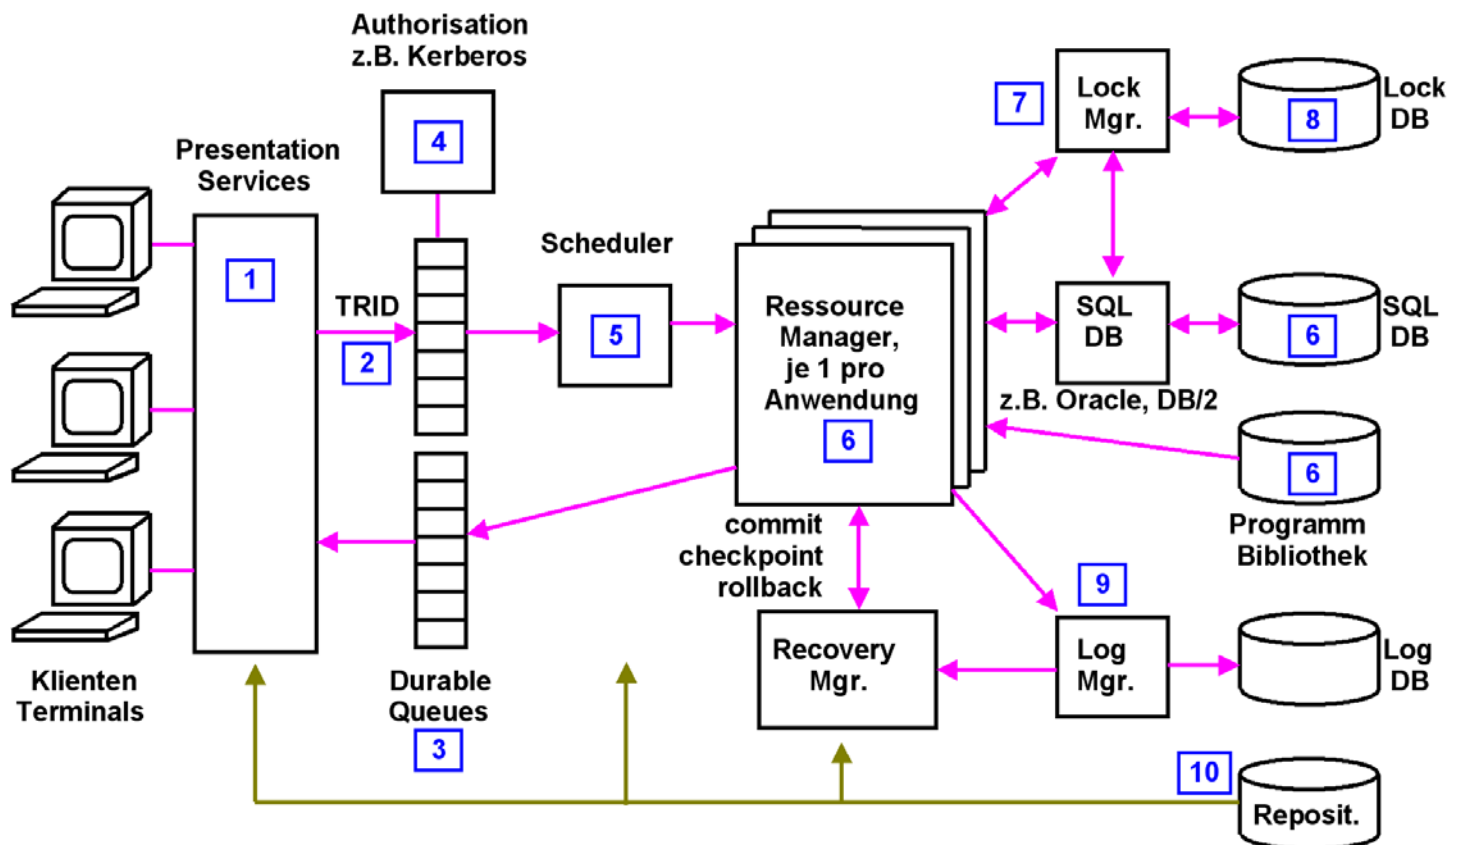 Authorisation
z.B. Kerberos
4
Presentation
Services
1
TRID
2
Scheduler
5
Ressource
Manager,
je 1 pro
Anwendung
6
7
Lock
Mgr.
8
Lock
DB
SQL
DB
6
SQL
DB
z.B. Oracle, DB/2
6
Programm
Bibliothek
commit
checkpoint
rollback
9
Recovery
Mgr.
Log
Mgr.
Log
DB
Klienten
Terminals
Durable
Queues
3
10
Reposit.